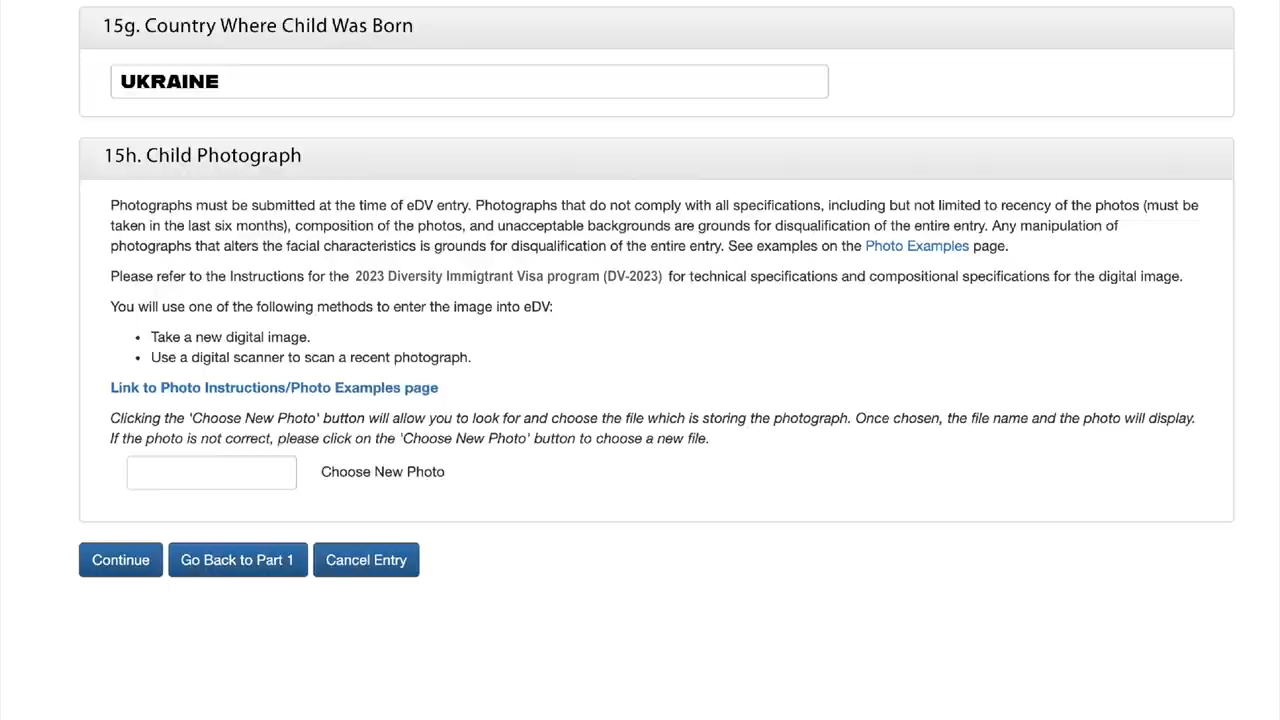 15g. Country Where Child Was Born
UKRAINE
15h. Child Photograph
Photographs must be submitted at the time of eDV entry. Photographs that do not comply with all specifications, including but not limited to recency of the photos (must be
taken in the last six months), composition of the photos, and unacceptable backgrounds are grounds for disqualification of the entire entry. Any manipulation of
photographs that alters the facial characteristics is grounds for disqualification of the entire entry. See examples on the Photo Examples page.
Please refer to the Instructions for the 2023 Diversity Immigtrant Visa program (DV-2023) for technical specifications and compositional specifications for the digital image.
You will use one of the following methods to enter the image into eDV:
• Take a new digital image.
• Use a digital scanner to scan a recent photograph.
Link to Photo Instructions/Photo Examples page
Clicking the 'Choose New Photo' button will allow you to look for and choose the file which is storing the photograph. Once chosen, the file name and the photo will display.
If the photo is not correct, please click on the 'Choose New Photo' button to choose a new file.
Choose New Photo
Continue Go Back to Part 1 Cancel Entry